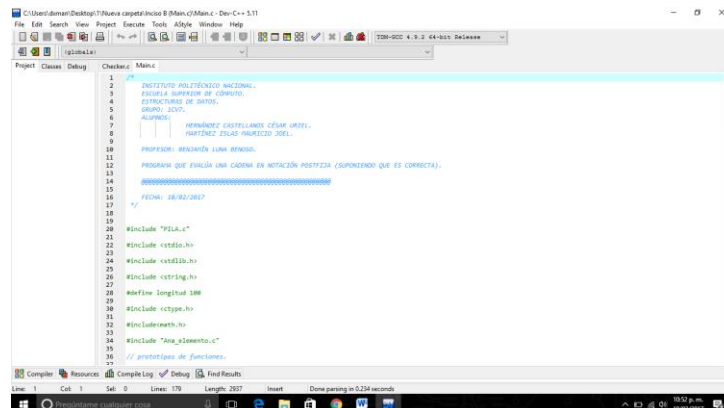 C:\Users\dxman\Desktop\1\Nueva carpeta\Inciso B (Main.c)\Main.c - Dev-C++ 5.11
File Edit Search View Project Execute Tools AStyle Window Help
TDM-GCC 4.9.2 64-bit Release
(globals)
Project Classes Debug Checker.c Main.c
1 /*
2 INSTITUTO POLITÉCNICO NACIONAL.
3 ESCUELA SUPERIOR DE CÓMPUTO.
4 ESTRUCTURAS DE DATOS.
5 GRUPO: 1CV7.
6 ALUMNOS:
7 HERNÁNDEZ CASTELLANOS CÉSAR URIEL.
8 MARTÍNEZ ISLAS MAURICIO JOEL.
9
10 PROFESOR: BENJAMÍN LUNA BENOSO.
11
12 PROGRAMA QUE EVALÚA UNA CADENA EN NOTACIÓN POSTFIJA (SUPONIENDO QUE ES CORRECTA).
13
14
15
16 FECHA: 18/02/2017
17 */
18
19
20 #include "PILA.c"
21
22 #include <stdio.h>
23
24 #include <stdlib.h>
25
26 #include <string.h>
27
28 #define longitud 100
29
30 #include <ctype.h>
31
32 #include<math.h>
33
34 #include "Ana_elemento.c"
35
36 // prototipos de funciones.
37
Compiler Resources Compile Log Debug Find Results
Line: 1 Col: 1 Sel: 0 Lines: 179 Length: 2937 Insert Done parsing in 0.234 seconds
Pregúntame cualquier cosa
10:52 p. m.